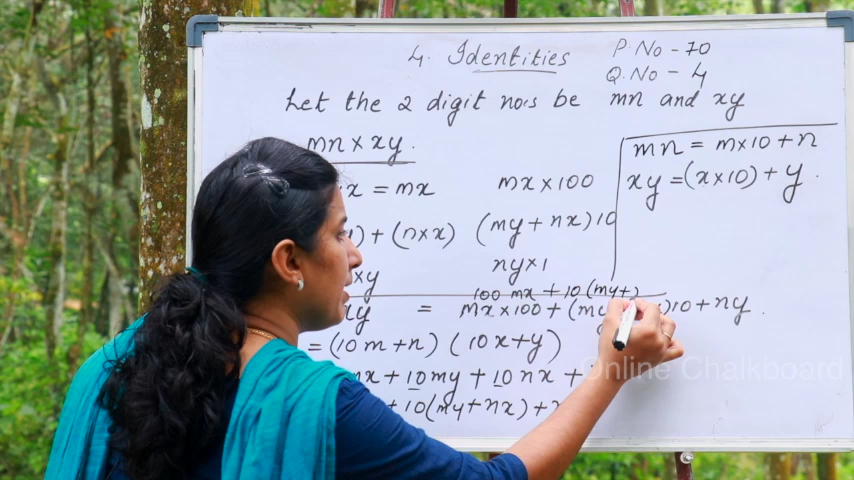 4. Identities P.No - 70
Q.No - 4
Let the 2 digit no.s be mn and xy
mn × xy.
mn = m×10 + n
xy = (x×10) + y.
x = mx m×100
) + (n×x) (my + nx) 10
×y ny×1
100 mx + 10 (my+
xy = mx×100 + (my )10 + ny.
= (10m + n) (10x + y)
mx + 10my + 10nx +
+ 10(my + nx) +
Online Chalkboard